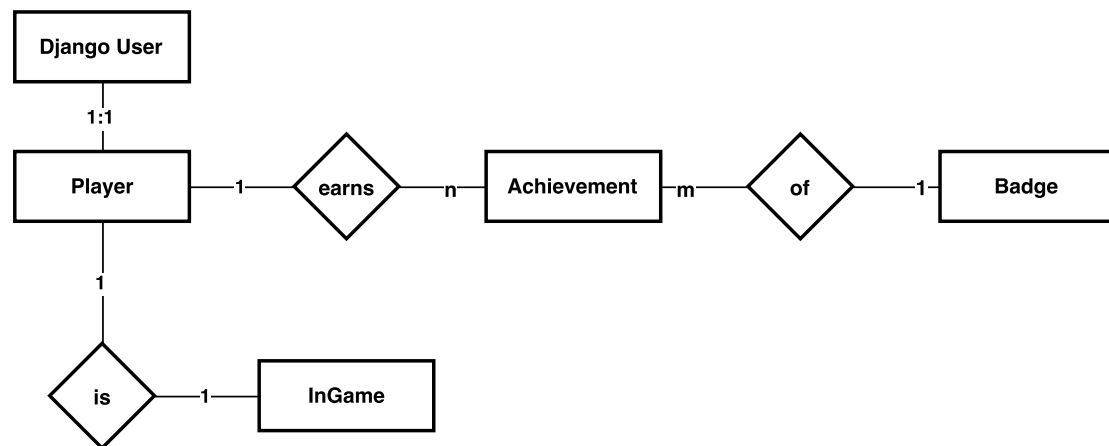 Django User
1:1
Player
1
earns
n
Achievement
m
of
1
Badge
1
is
1
InGame